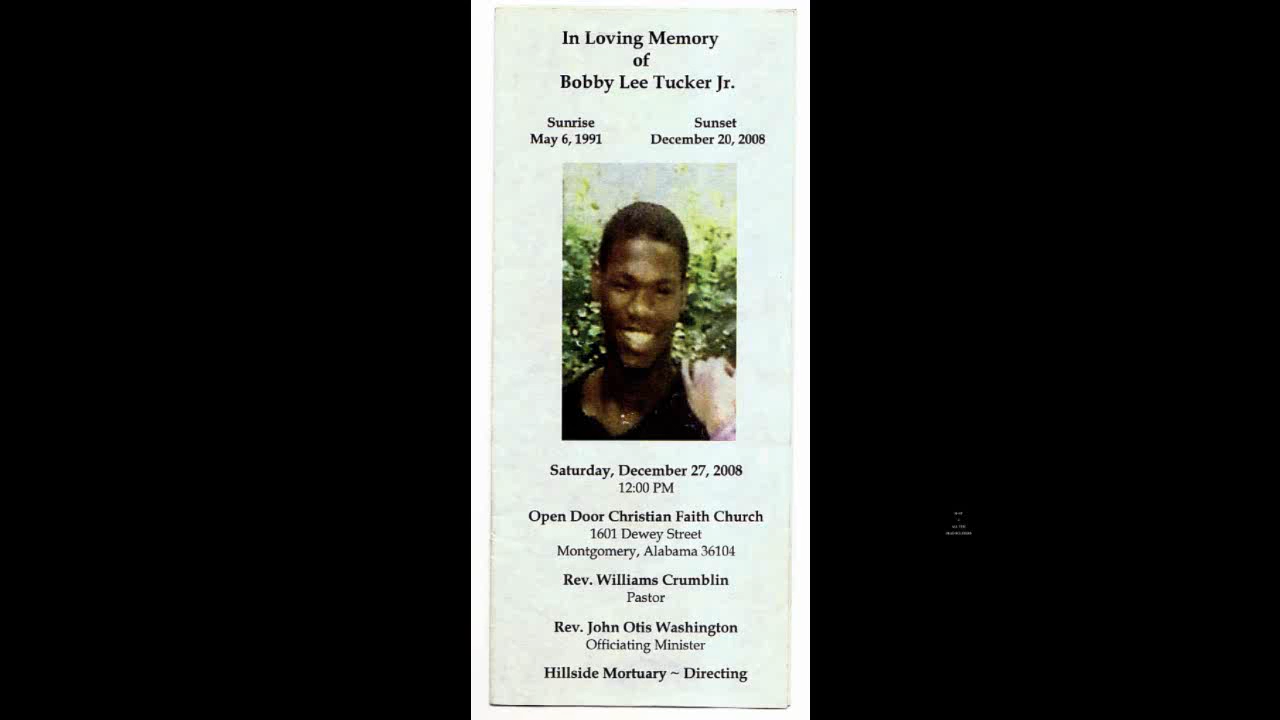 In Loving Memory
of
Bobby Lee Tucker Jr.
Sunrise
May 6, 1991
Sunset
December 20, 2008
Saturday, December 27, 2008
12:00 PM
Open Door Christian Faith Church
1601 Dewey Street
Montgomery, Alabama 36104
Rev. Williams Crumblin
Pastor
Rev. John Otis Washington
Officiating Minister
Hillside Mortuary ~ Directing